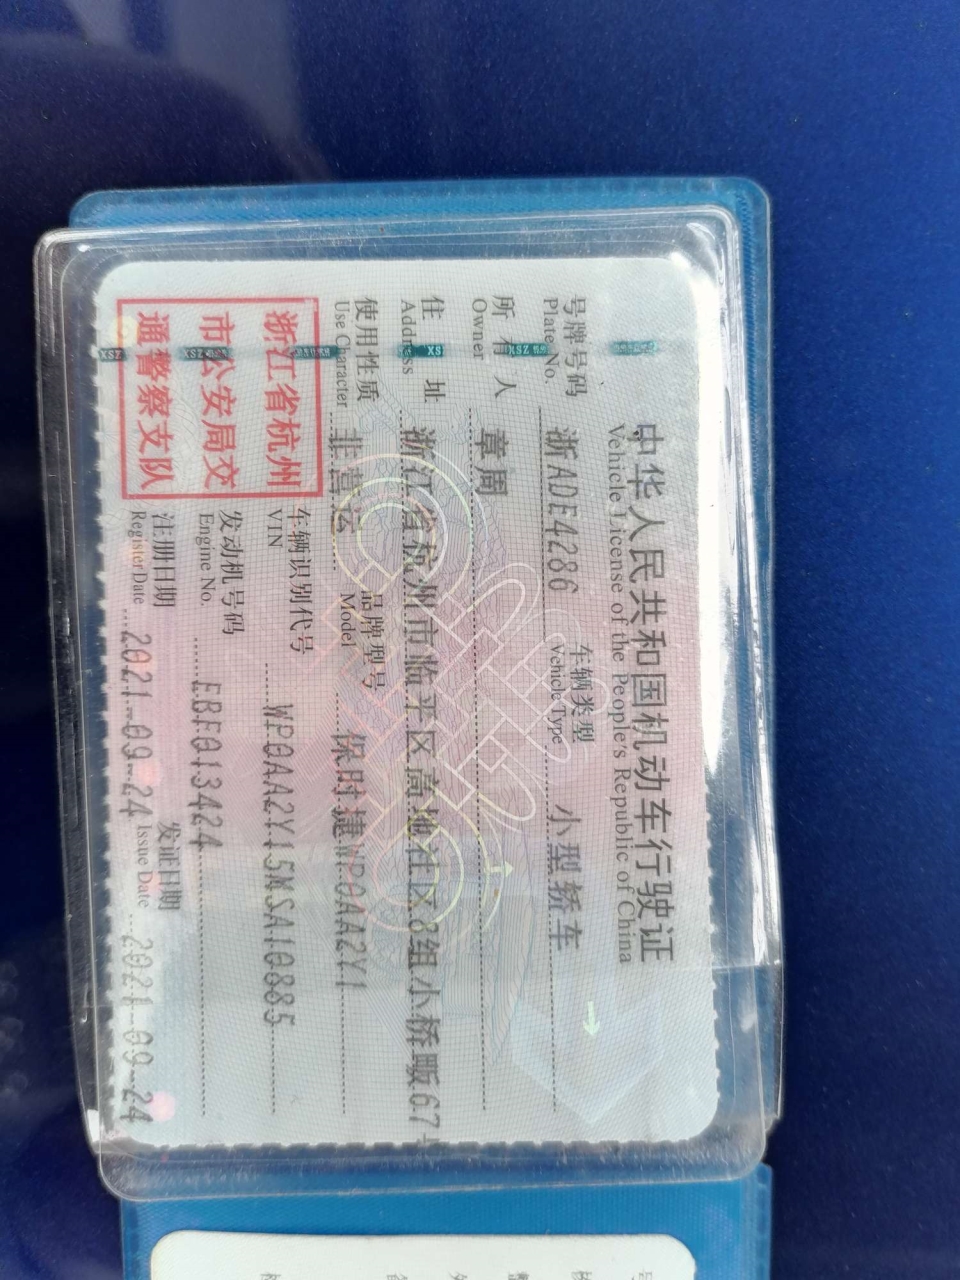 中华人民共和国机动车行驶证
Vehicle License of the People's Republic of China
号牌号码 浙ADE4286 车辆类型 小型轿车
Plate No. Vehicle Type
所有人 章周
Owner
住址 浙江省杭州市临平区高地社区8组小桥畈67
Address
使用性质 非营运 品牌型号 保时捷WP0AA2Y1
Use Character Model
浙江省杭州
市公安局交
通警察支队
车辆识别代号 WP0AA2Y15MSA10885
VIN
发动机号码 EBF013424
Engine No.
注册日期 2021-09-24 发证日期 2021-09-24
Register Date Issue Date